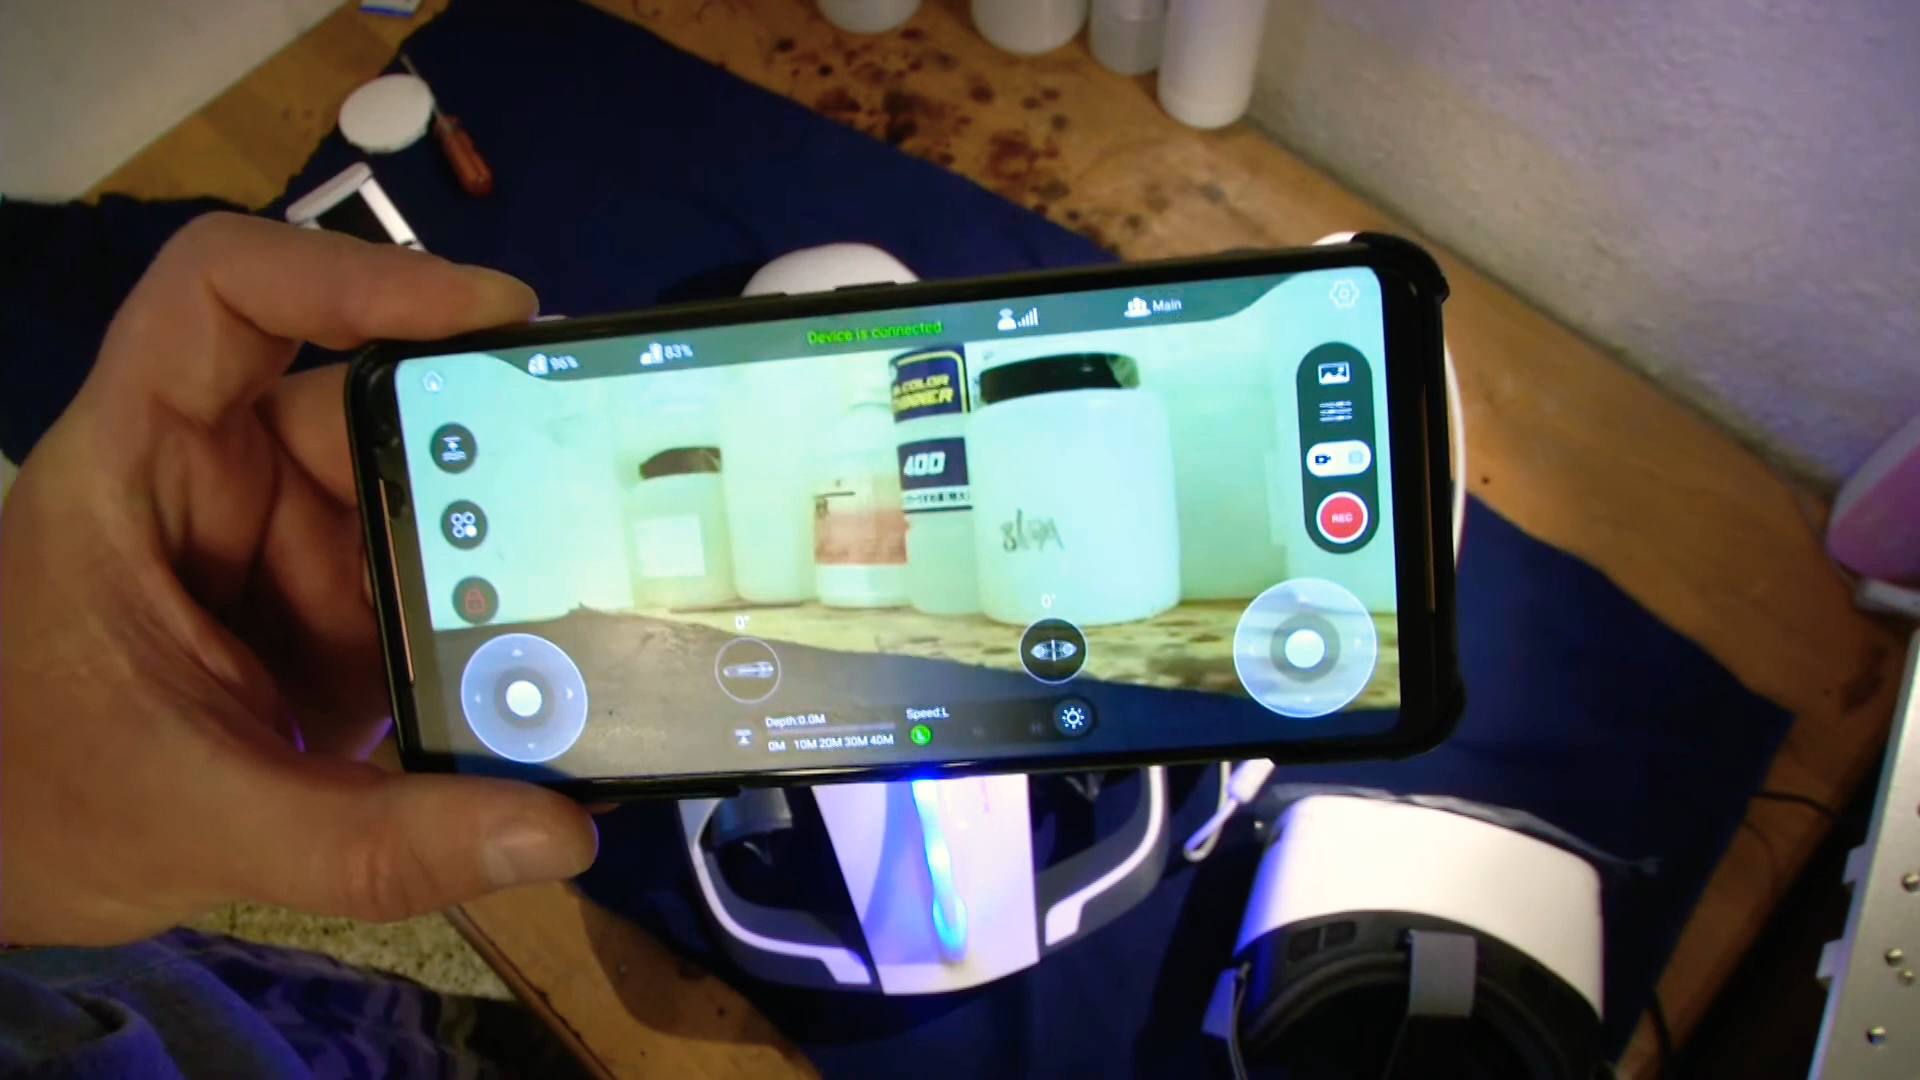 96%
83%
Device is connected
Main
COLOR
400
REC
0°
0°
Depth:0.0M
Speed:L
0M 10M 20M 30M 40M
L